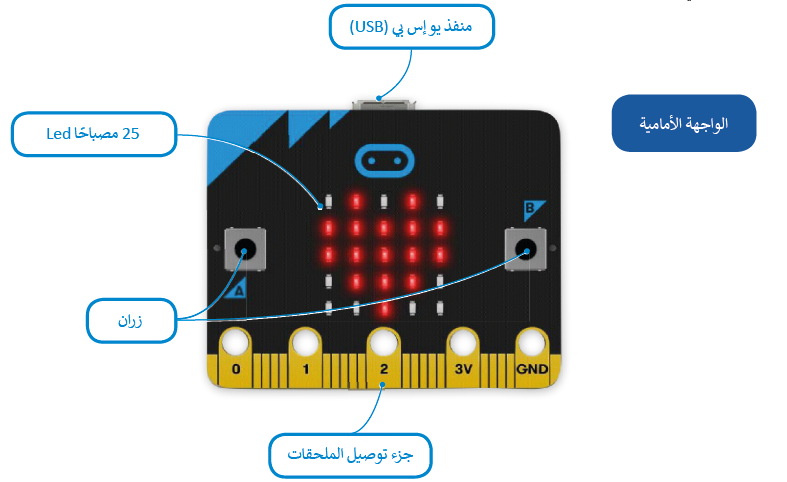 منفذ يو إس بي (USB)
الواجهة الأمامية
25 مصباحًا Led
B
A
زران
0 1 2 3V GND
جزء توصيل الملحقات